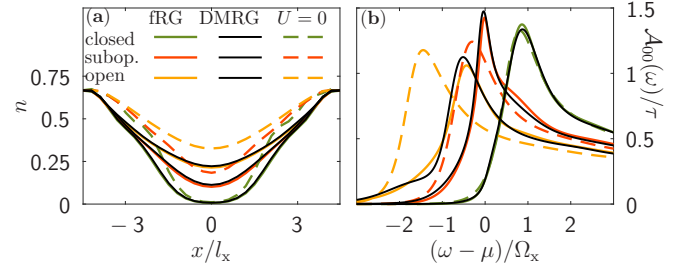 (a) fRG DMRG U = 0
closed
subop.
open
0.75
0.5
0.25
0
n
−3 0 3
x/l_x
(b)
1.5
1
0.5
0
𝒜₀₀(ω)/τ
−2 −1 0 1 2
(ω − μ)/Ω_x